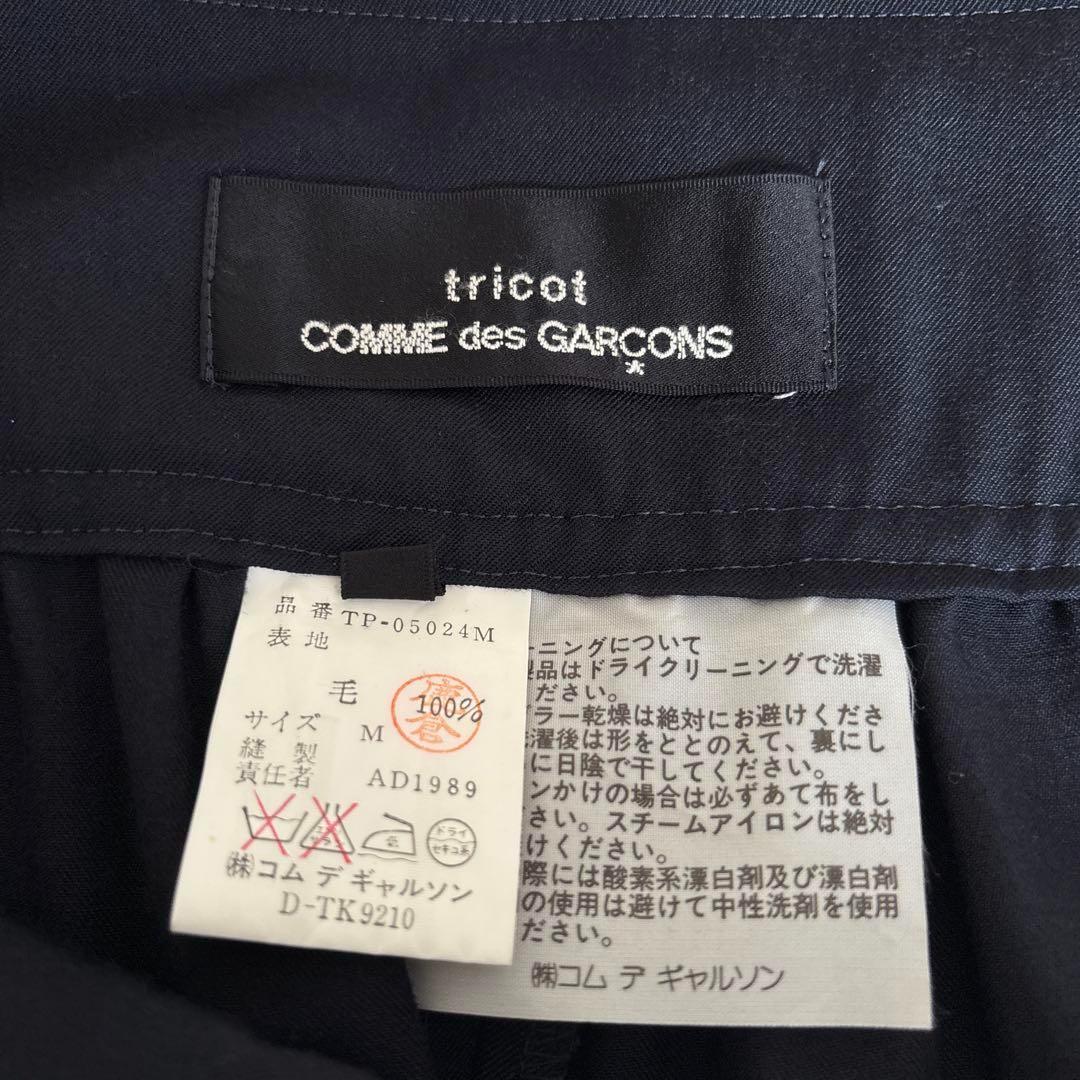 tricot
COMME des GARÇONS
*
品番 TP-05024M
表地
毛 100%
サイズ M
縫製
責任者 AD1989
ドライ
セキユ系
㈱コム デ ギャルソン
D-TK9210
ーニングについて
品はドライクリーニングで洗濯
ださい。
ラー乾燥は絶対にお避けくださ
濯後は形をととのえて、裏にし
に日陰で干してください。
ンかけの場合は必ずあて布をし
さい。スチームアイロンは絶対
けください。
際には酸素系漂白剤及び漂白剤
の使用は避けて中性洗剤を使用
ださい。
㈱コム デ ギャルソン